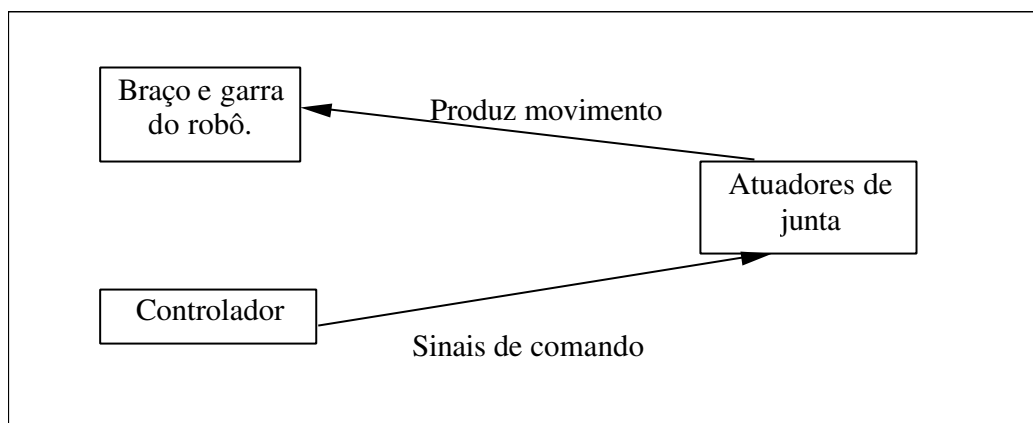 Braço e garra
do robô.
Produz movimento
Atuadores de
junta
Controlador
Sinais de comando